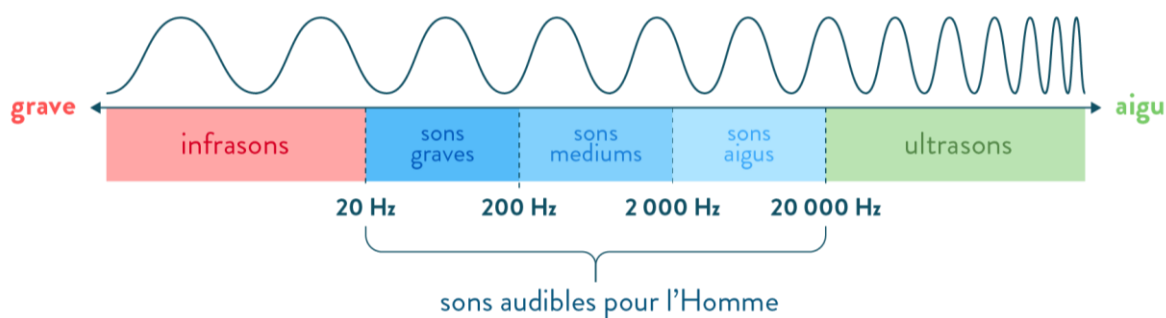 grave
aigu
infrasons
sons
graves
sons
mediums
sons
aigus
ultrasons
20 Hz
200 Hz
2 000 Hz
20 000 Hz
sons audibles pour l'Homme